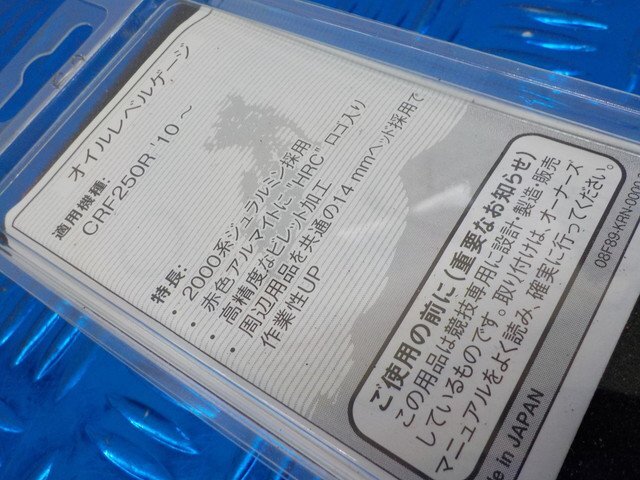 オイルレベルゲージ
適用機種:
CRF250R '10 ～
特長:
・ 2000系ジュラルミン採用
・ 赤色アルマイトに "HRC" ロゴ入り
・ 高精度なビレット加工
・ 周辺用品を共通の14 mmヘッド採用で
作業性UP
ご使用の前に (重要なお知らせ)
この用品は競技専用に設計・製造・販売
しているものです。取り付けは、オーナーズ
マニュアルをよく読み、確実に行ってください。
08F89-KRN-00
in JAPAN